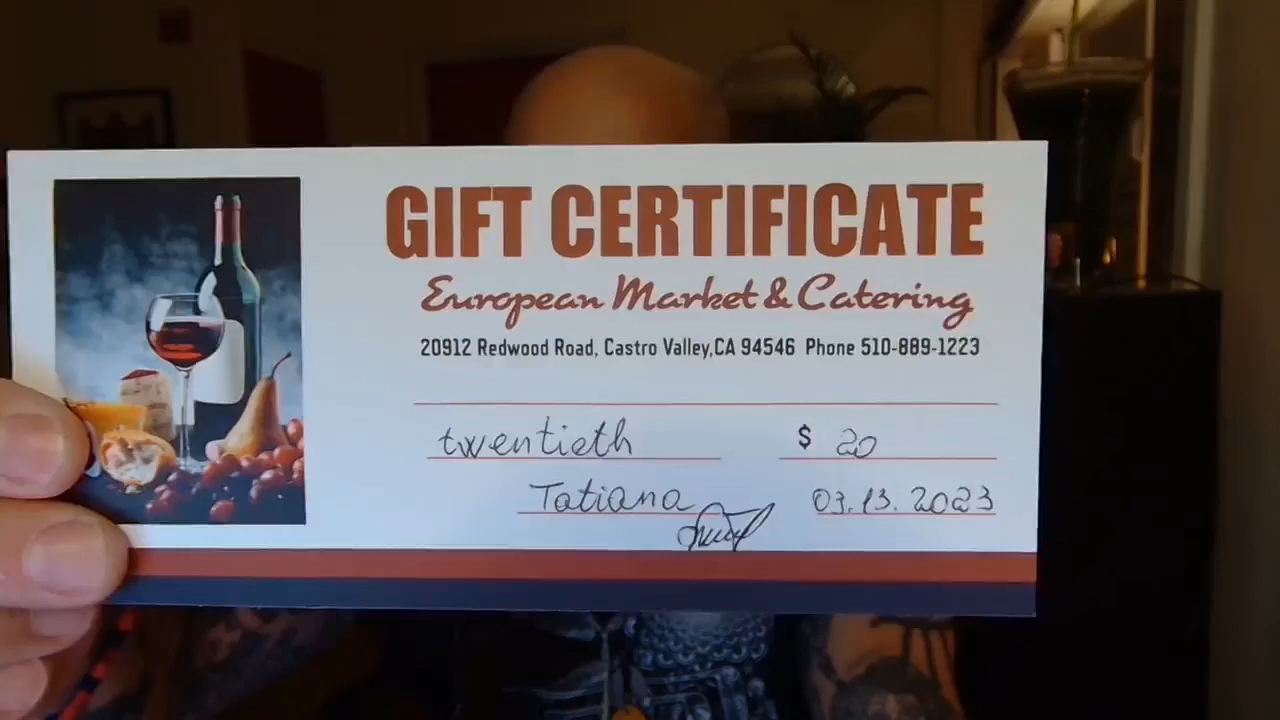 GIFT CERTIFICATE
European Market & Catering
20912 Redwood Road, Castro Valley,CA 94546 Phone 510-889-1223
twentieth $ 20
Tatiana 03.13.2023